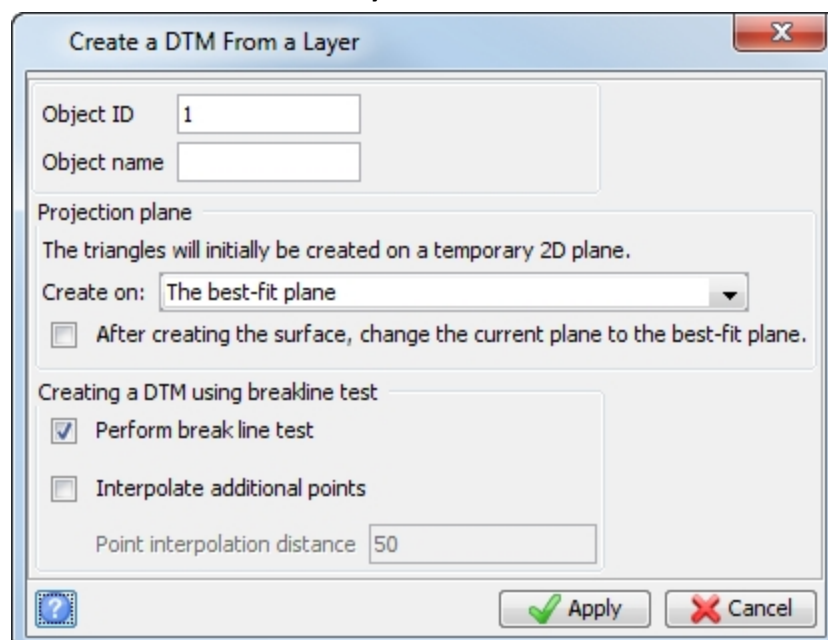 Create a DTM From a Layer
Object ID 1
Object name
Projection plane
The triangles will initially be created on a temporary 2D plane.
Create on: The best-fit plane
After creating the surface, change the current plane to the best-fit plane.
Creating a DTM using breakline test
Perform break line test
Interpolate additional points
Point interpolation distance 50
? Apply Cancel